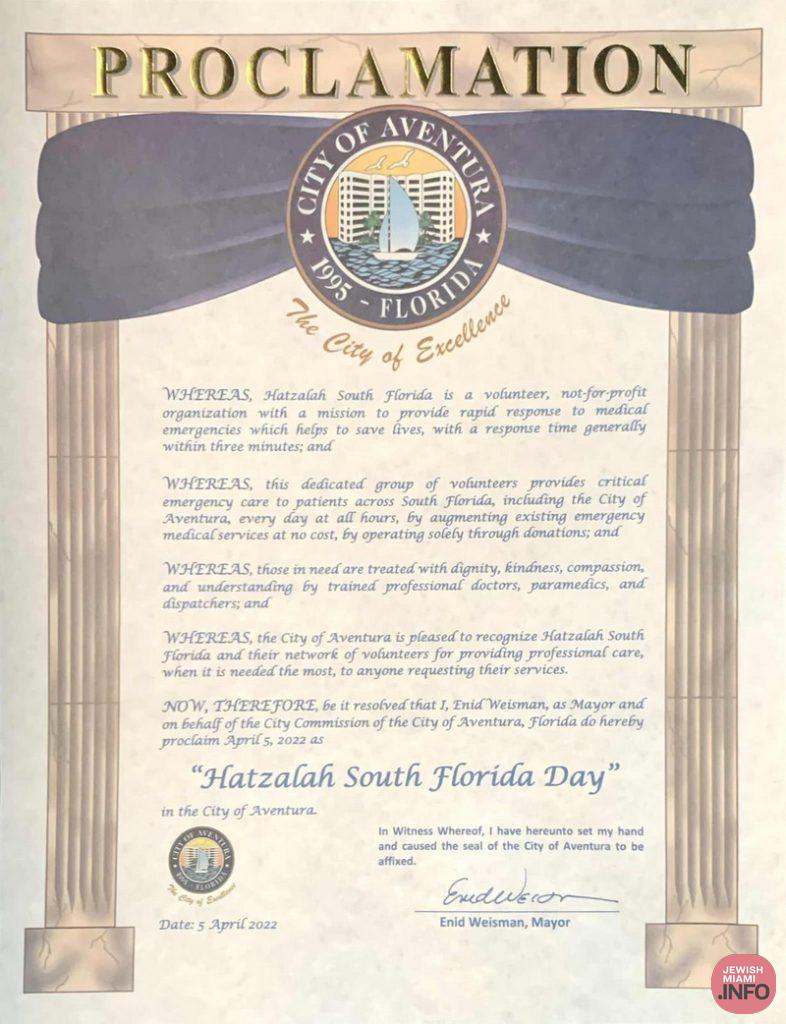 PROCLAMATION
CITY OF AVENTURA
1995 - FLORIDA
The City of Excellence
WHEREAS, Hatzalah South Florida is a volunteer, not-for-profit
organization with a mission to provide rapid response to medical
emergencies which helps to save lives, with a response time generally
within three minutes; and
WHEREAS, this dedicated group of volunteers provides critical
emergency care to patients across South Florida, including the City of
Aventura, every day at all hours, by augmenting existing emergency
medical services at no cost, by operating solely through donations; and
WHEREAS, those in need are treated with dignity, kindness, compassion,
and understanding by trained professional doctors, paramedics, and
dispatchers; and
WHEREAS, the City of Aventura is pleased to recognize Hatzalah South
Florida and their network of volunteers for providing professional care,
when it is needed the most, to anyone requesting their services.
NOW, THEREFORE, be it resolved that I, Enid Weisman, as Mayor and
on behalf of the City Commission of the City of Aventura, Florida do hereby
proclaim April 5, 2022 as
"Hatzalah South Florida Day"
in the City of Aventura.
CITY OF AVENTURA
1995 - FLORIDA
The City of Excellence
In Witness Whereof, I have hereunto set my hand
and caused the seal of the City of Aventura to be
affixed.
Enid Weisman, Mayor
Date: 5 April 2022
JEWISH
MIAMI
.INFO